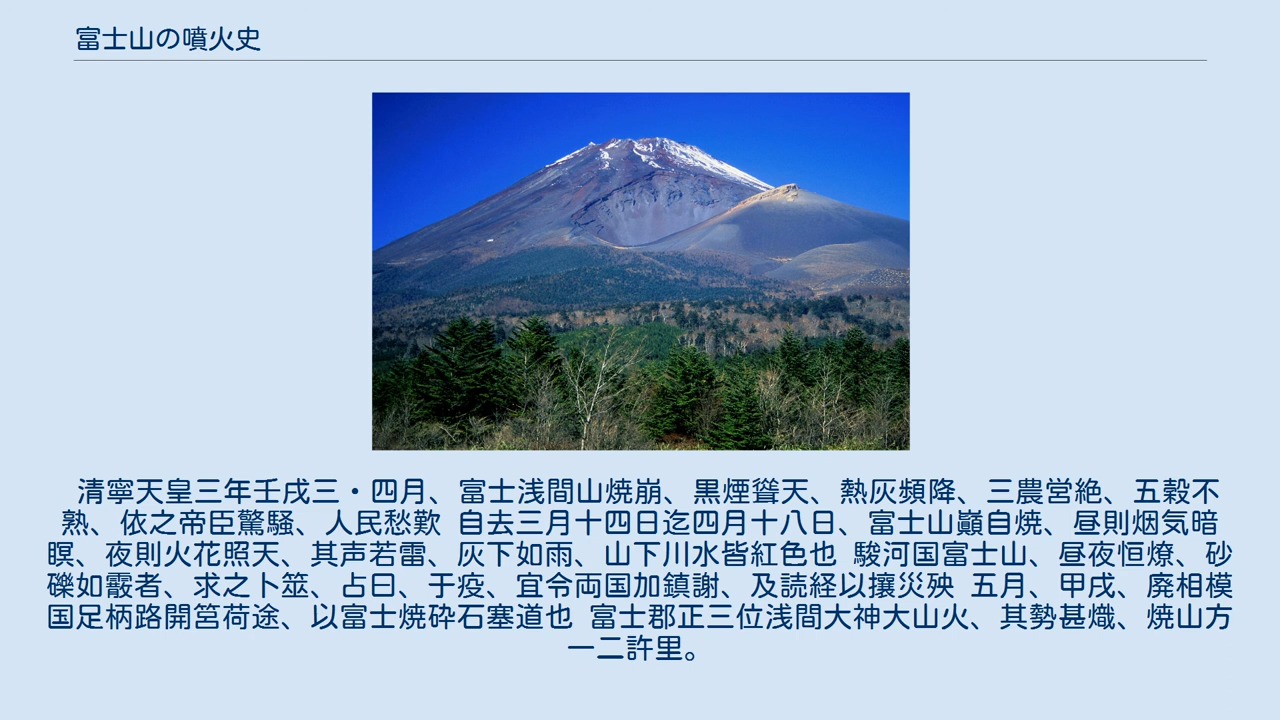 富士山の噴火史
清寧天皇三年壬戌三・四月、富士浅間山焼崩、黒煙聳天、熱灰頻降、三農営絶、五穀不
熟、依之帝臣驚騒、人民愁歎 自去三月十四日迄四月十八日、富士山巓自焼、昼則烟気暗
瞑、夜則火花照天、其声若雷、灰下如雨、山下川水皆紅色也 駿河国富士山、昼夜恒燎、砂
礫如霰者、求之卜筮、占曰、于疫、宜令両国加鎮謝、及読経以攘災殃 五月、甲戌、廃相模
国足柄路開筥荷途、以富士焼砕石塞道也 富士郡正三位浅間大神大山火、其勢甚熾、焼山方
一二許里。